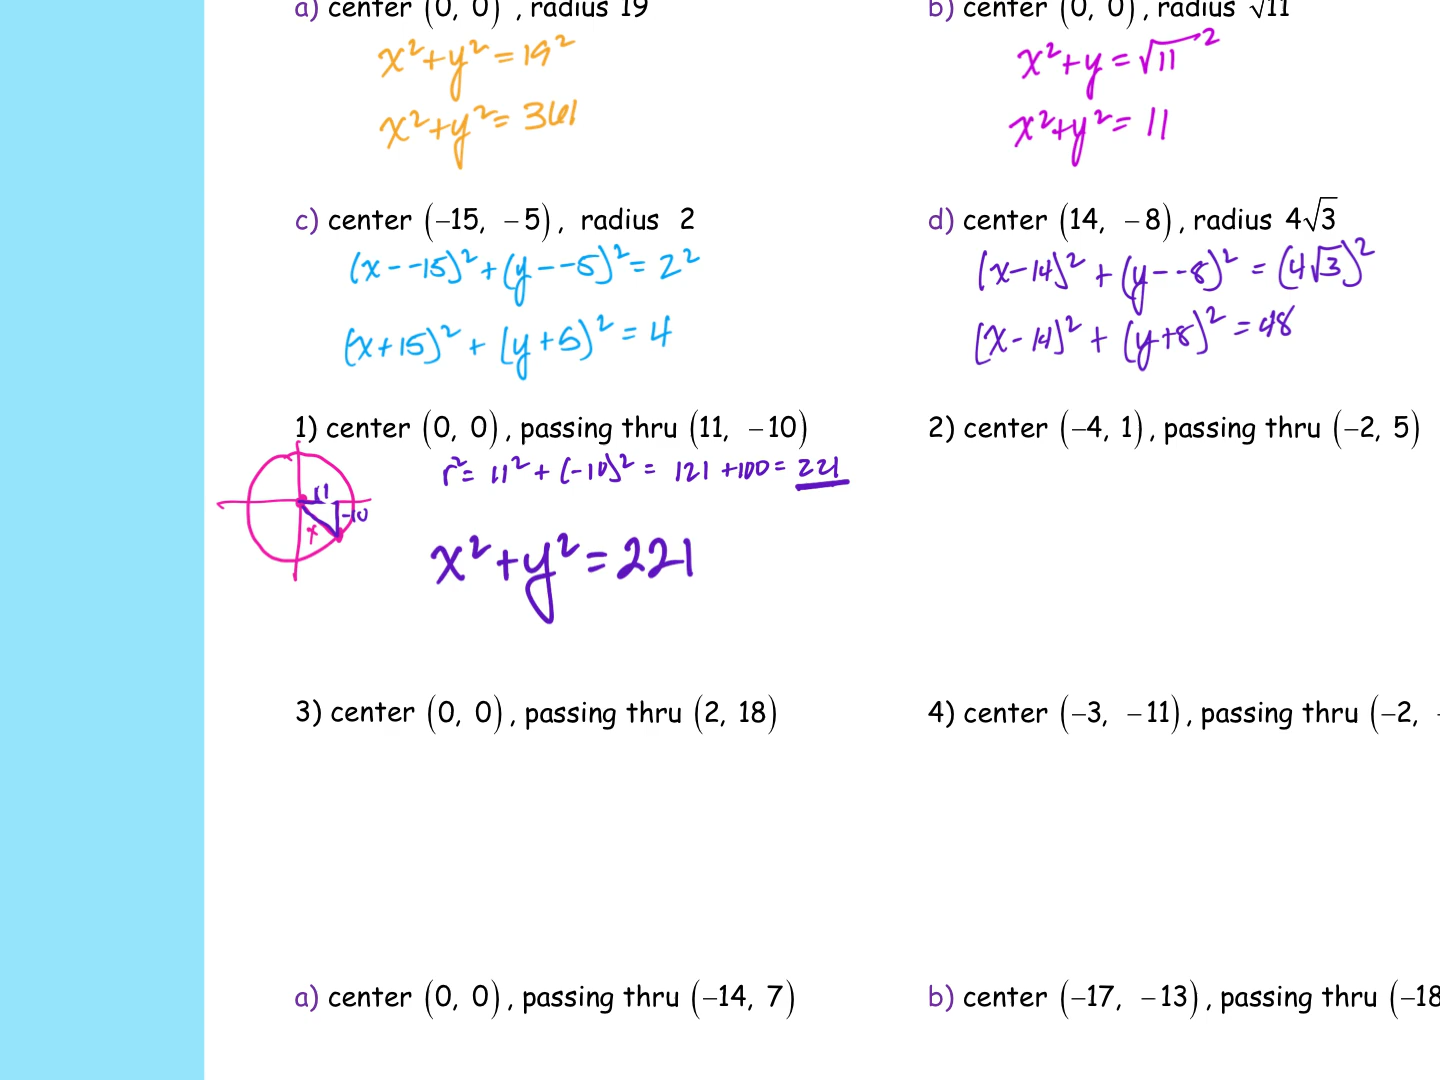 a) center (0, 0), radius 19
x²+y²=19²
x²+y²=361
b) center (0, 0), radius √11
x²+y=√11²
x²+y²=11
c) center (−15, −5), radius 2
(x--15)²+(y--5)²=2²
(x+15)²+(y+5)²=4
d) center (14, −8), radius 4√3
(x-14)²+(y--8)²=(4√3)²
(x-14)²+(y+8)²=48
1) center (0, 0), passing thru (11, −10)
r²= 11²+(-10)²= 121+100=221
11
-10
r
x²+y²=221
2) center (−4, 1), passing thru (−2, 5)
3) center (0, 0), passing thru (2, 18)
4) center (−3, −11), passing thru (−2, -
a) center (0, 0), passing thru (−14, 7)
b) center (−17, −13), passing thru (−18